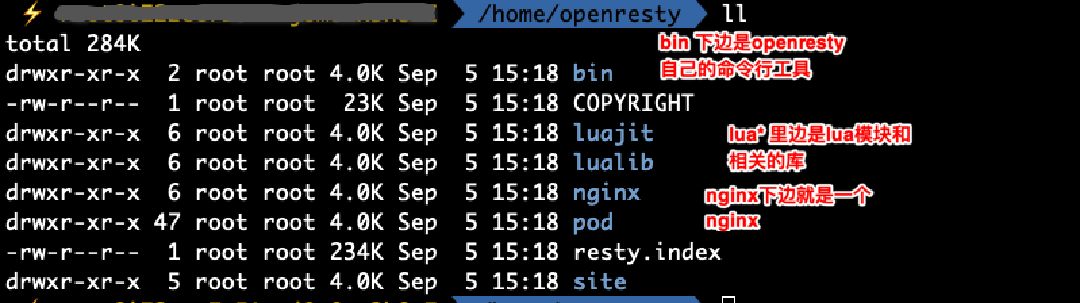 /home/openresty ll
total 284K
bin 下边是openresty
自己的命令行工具
drwxr-xr-x 2 root root 4.0K Sep 5 15:18 bin
-rw-r--r-- 1 root root 23K Sep 5 15:18 COPYRIGHT
drwxr-xr-x 6 root root 4.0K Sep 5 15:18 luajit
lua* 里边是lua模块和
相关的库
drwxr-xr-x 6 root root 4.0K Sep 5 15:18 lualib
drwxr-xr-x 6 root root 4.0K Sep 5 15:18 nginx
nginx下边就是一个
nginx
drwxr-xr-x 47 root root 4.0K Sep 5 15:18 pod
-rw-r--r-- 1 root root 234K Sep 5 15:18 resty.index
drwxr-xr-x 5 root root 4.0K Sep 5 15:18 site